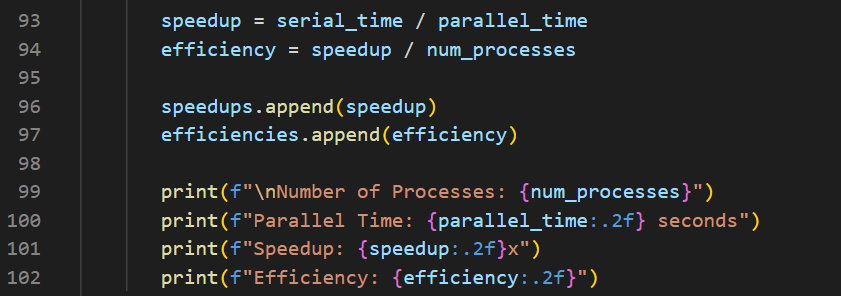 93 speedup = serial_time / parallel_time
94 efficiency = speedup / num_processes
95
96 speedups.append(speedup)
97 efficiencies.append(efficiency)
98
99 print(f"\nNumber of Processes: {num_processes}")
100 print(f"Parallel Time: {parallel_time:.2f} seconds")
101 print(f"Speedup: {speedup:.2f}x")
102 print(f"Efficiency: {efficiency:.2f}")